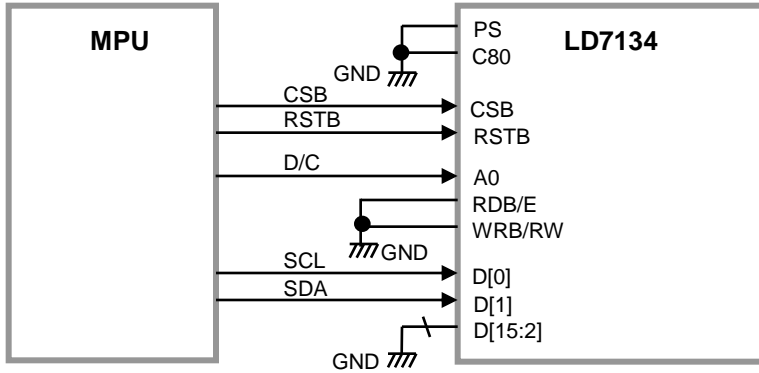 MPU
LD7134
PS
C80
GND
CSB
CSB
RSTB
RSTB
D/C
A0
RDB/E
WRB/RW
GND
SCL
D[0]
SDA
D[1]
D[15:2]
GND